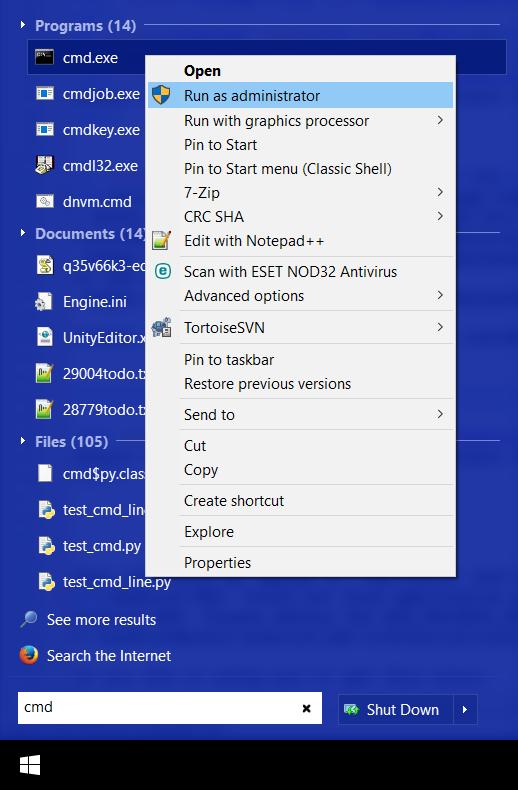 Programs (14)
cmd.exe
cmdjob.exe
cmdkey.exe
cmdl32.exe
dnvm.cmd
Documents (14)
q35v66k3-ec
Engine.ini
UnityEditor.x
29004todo.tx
28779todo.tx
Files (105)
cmd$py.clas
test_cmd_lin
test_cmd.py
test_cmd_line.py
See more results
Search the Internet
cmd
Shut Down
Open
Run as administrator
Run with graphics processor
Pin to Start
Pin to Start menu (Classic Shell)
7-Zip
CRC SHA
Edit with Notepad++
Scan with ESET NOD32 Antivirus
Advanced options
TortoiseSVN
Pin to taskbar
Restore previous versions
Send to
Cut
Copy
Create shortcut
Explore
Properties